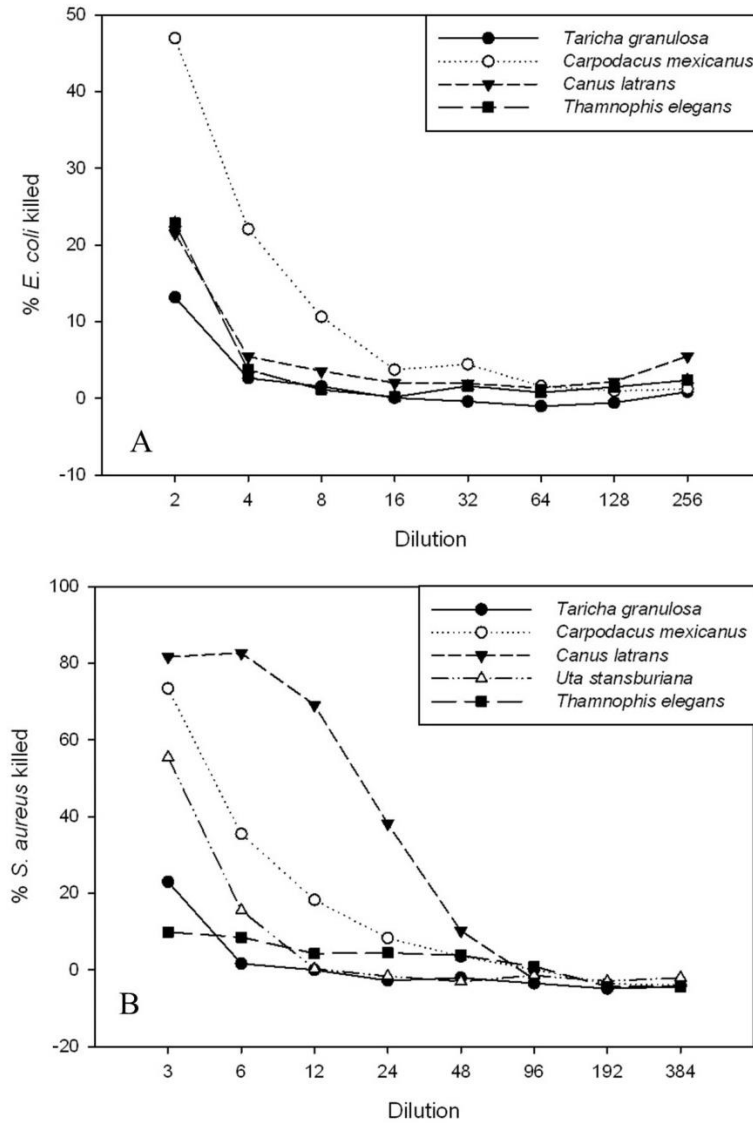 50
40
30
20
10
0
-10
% E. coli killed
Taricha granulosa
Carpodacus mexicanus
Canus latrans
Thamnophis elegans
A
2 4 8 16 32 64 128 256
Dilution
100
80
60
40
20
0
-20
% S. aureus killed
Taricha granulosa
Carpodacus mexicanus
Canus latrans
Uta stansburiana
Thamnophis elegans
B
3 6 12 24 48 96 192 384
Dilution